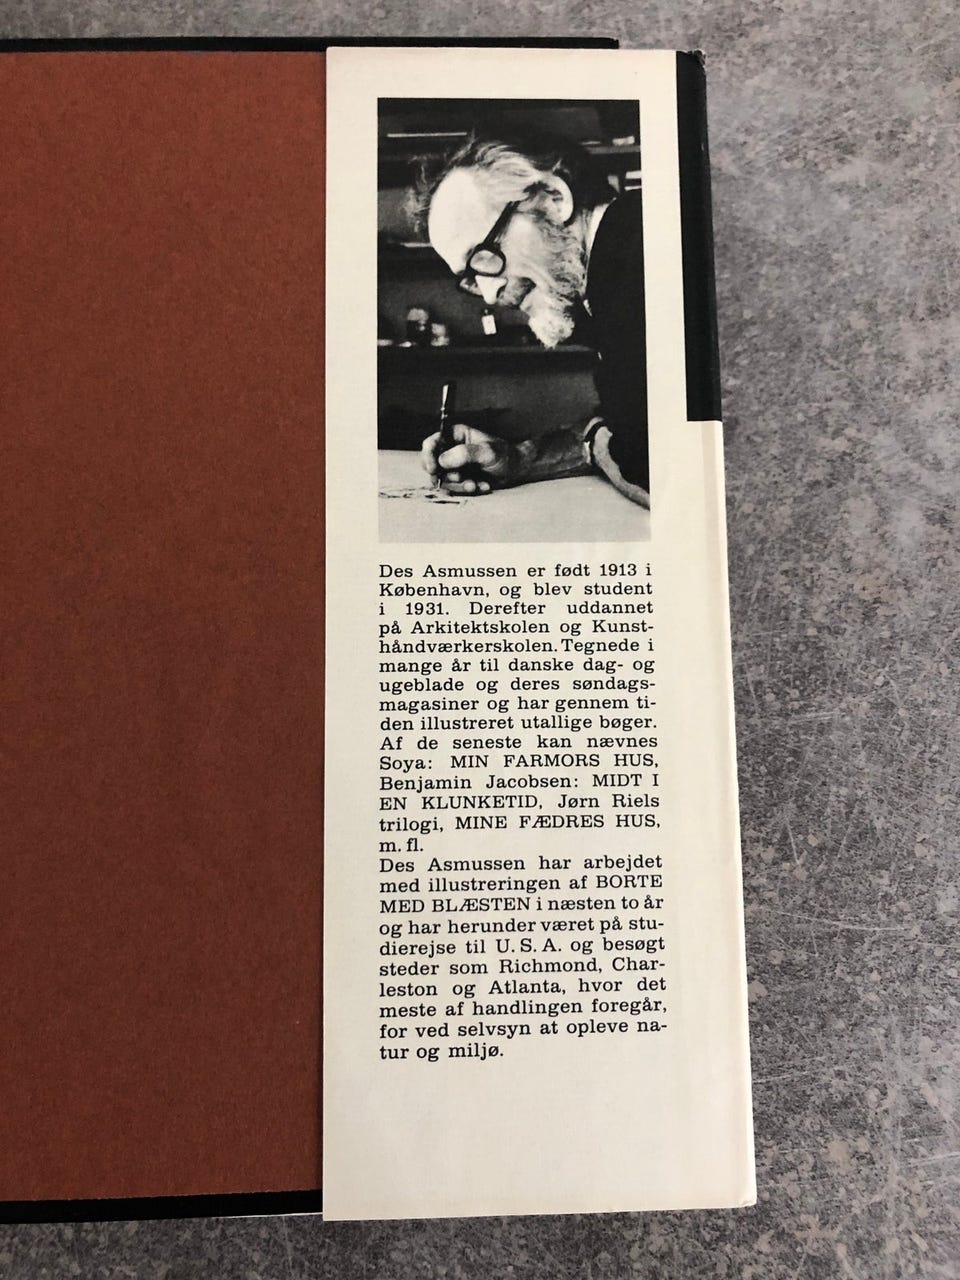 Des Asmussen er født 1913 i
København, og blev student
i 1931. Derefter uddannet
på Arkitektskolen og Kunst-
håndværkerskolen. Tegnede i
mange år til danske dag- og
ugeblade og deres søndags-
magasiner og har gennem ti-
den illustreret utallige bøger.
Af de seneste kan nævnes
Soya: MIN FARMORS HUS,
Benjamin Jacobsen: MIDT I
EN KLUNKETID, Jørn Riels
trilogi, MINE FÆDRES HUS,
m. fl.
Des Asmussen har arbejdet
med illustreringen af BORTE
MED BLÆSTEN i næsten to år
og har herunder været på stu-
dierejse til U. S. A. og besøgt
steder som Richmond, Char-
leston og Atlanta, hvor det
meste af handlingen foregår,
for ved selvsyn at opleve na-
tur og miljø.